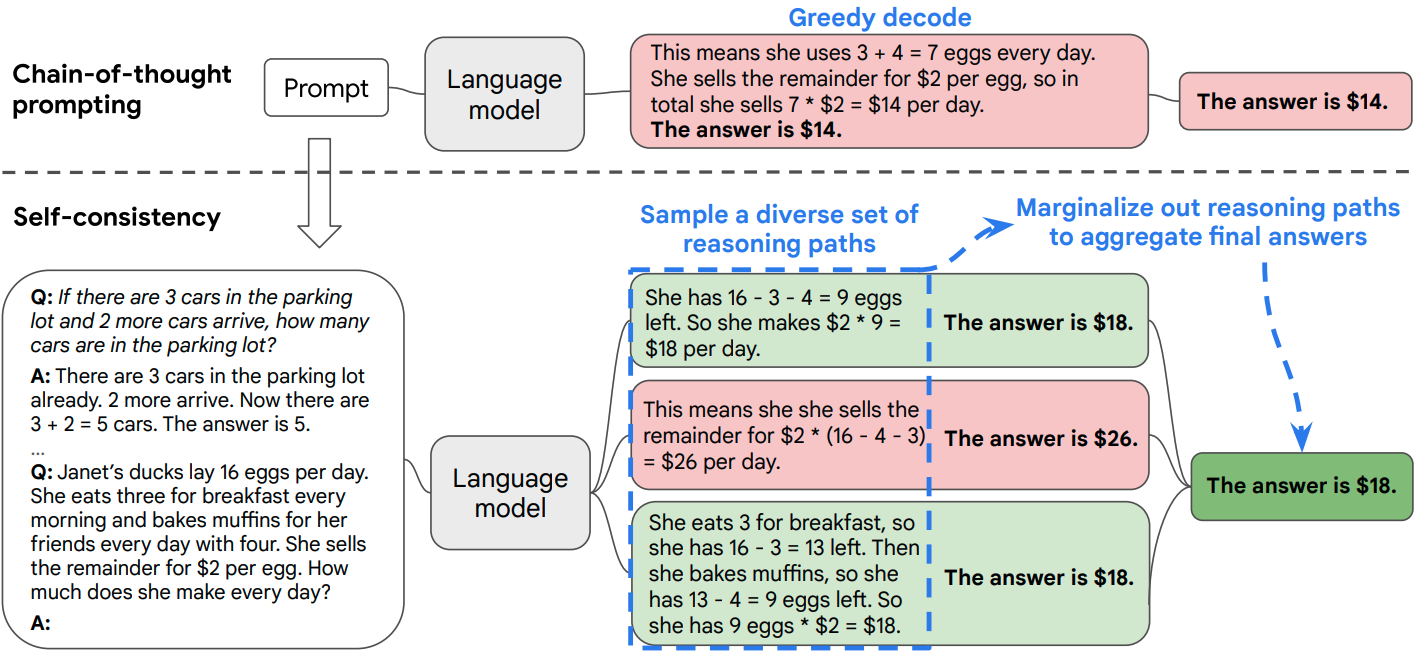 Greedy decode
Chain-of-thought
prompting
Prompt
Language
model
This means she uses 3 + 4 = 7 eggs every day.
She sells the remainder for $2 per egg, so in
total she sells 7 * $2 = $14 per day.
The answer is $14.
The answer is $14.
Self-consistency
Sample a diverse set of
reasoning paths
Marginalize out reasoning paths
to aggregate final answers
Q: If there are 3 cars in the parking
lot and 2 more cars arrive, how many
cars are in the parking lot?
A: There are 3 cars in the parking lot
already. 2 more arrive. Now there are
3 + 2 = 5 cars. The answer is 5.
...
Q: Janet's ducks lay 16 eggs per day.
She eats three for breakfast every
morning and bakes muffins for her
friends every day with four. She sells
the remainder for $2 per egg. How
much does she make every day?
A:
Language
model
She has 16 - 3 - 4 = 9 eggs
left. So she makes $2 * 9 =
$18 per day.
The answer is $18.
This means she she sells the
remainder for $2 * (16 - 4 - 3)
= $26 per day.
The answer is $26.
She eats 3 for breakfast, so
she has 16 - 3 = 13 left. Then
she bakes muffins, so she
has 13 - 4 = 9 eggs left. So
she has 9 eggs * $2 = $18.
The answer is $18.
The answer is $18.